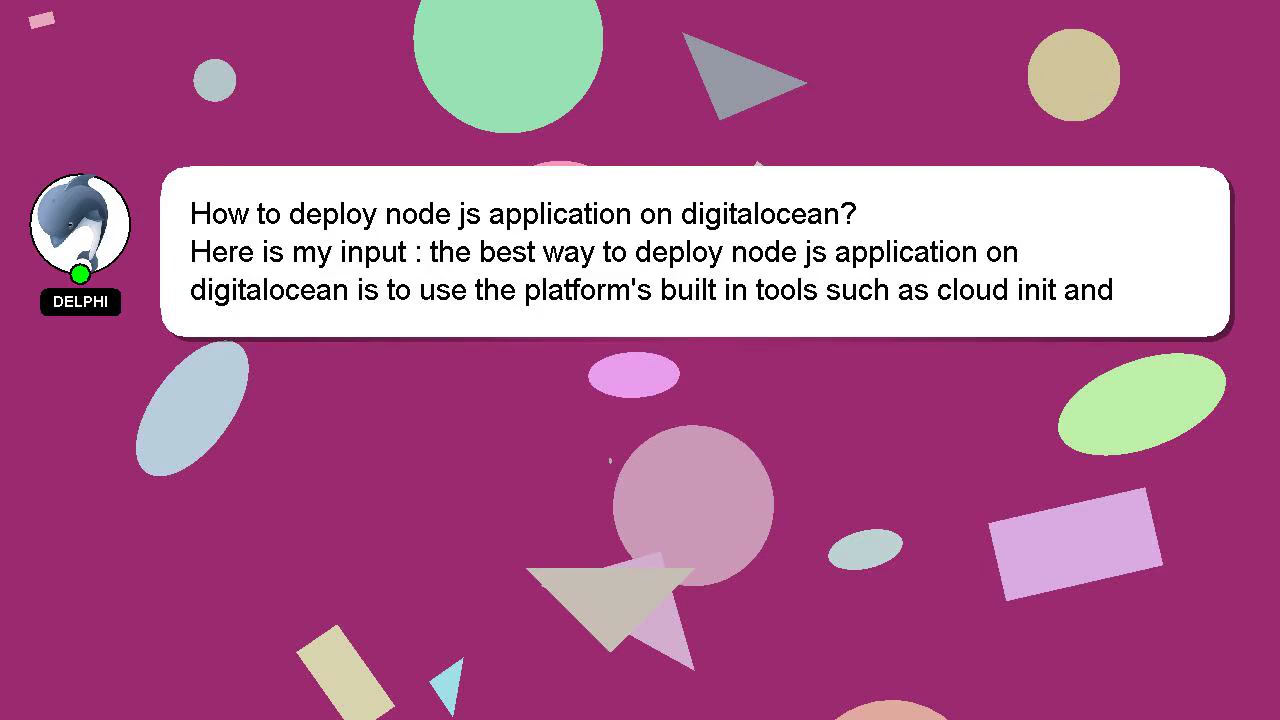 How to deploy node js application on digitalocean?
Here is my input : the best way to deploy node js application on
digitalocean is to use the platform's built in tools such as cloud init and
DELPHI